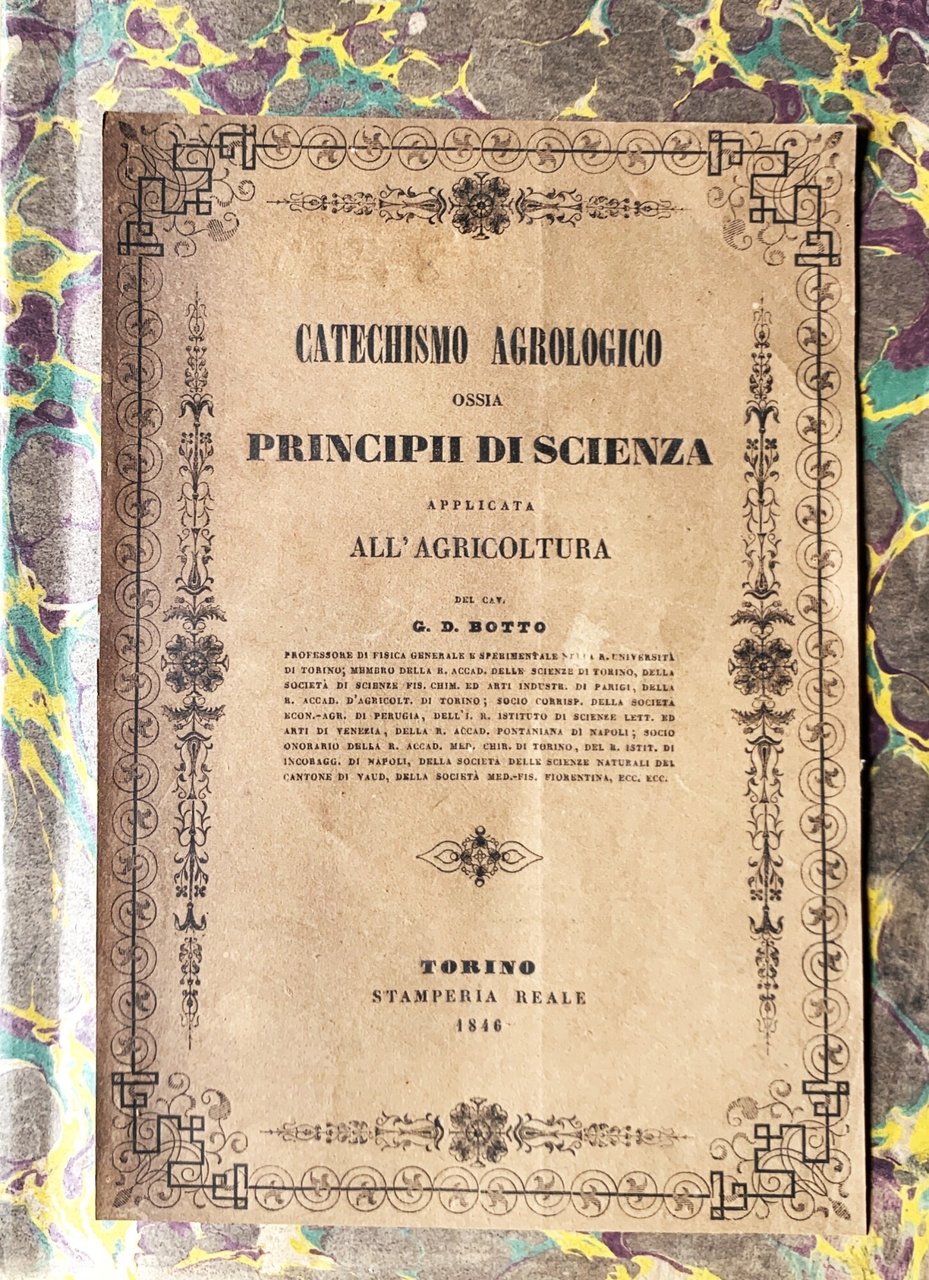 CATECHISMO AGROLOGICO
OSSIA
PRINCIPII DI SCIENZA
APPLICATA
ALL'AGRICOLTURA
DEL CAV.
G. D. BOTTO
PROFESSORE DI FISICA GENERALE E SPERIMENTALE NELLA R. UNIVERSITÀ
DI TORINO; MEMBRO DELLA R. ACCAD. DELLE SCIENZE DI TORINO, DELLA
SOCIETÀ DI SCIENZE FIS. CHIM. ED ARTI INDUSTR. DI PARIGI, DELLA
R. ACCAD. D'AGRICOLT. DI TORINO; SOCIO CORRISP. DELLA SOCIETÀ
ECON.-AGR. DI PERUGIA, DELL'I. R. ISTITUTO DI SCIENZE LETT. ED
ARTI DI VENEZIA, DELLA R. ACCAD. PONTANIANA DI NAPOLI; SOCIO
ONORARIO DELLA R. ACCAD. MED. CHIR. DI TORINO, DEL R. ISTIT. DI
INCORAGG. DI NAPOLI, DELLA SOCIETÀ DELLE SCIENZE NATURALI DEL
CANTONE DI VAUD, DELLA SOCIETÀ MED.-FIS. FIORENTINA, ECC. ECC.
TORINO
STAMPERIA REALE
1846